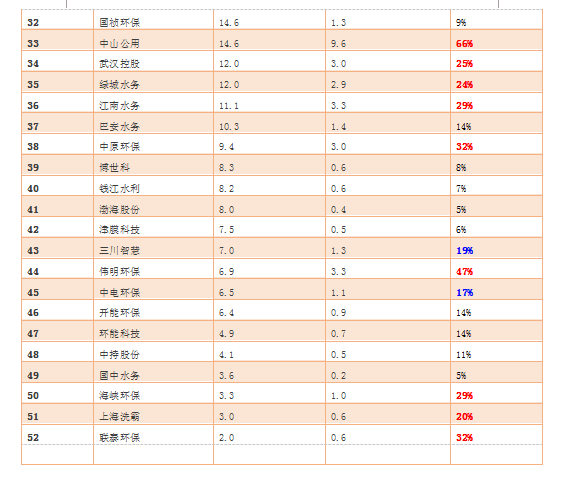 32 国祯环保 14.6 1.3 9%
33 中山公用 14.6 9.6 66%
34 武汉控股 12.0 3.0 25%
35 绿城水务 12.0 2.9 24%
36 江南水务 11.1 3.3 29%
37 巴安水务 10.3 1.4 14%
38 中原环保 9.4 3.0 32%
39 博世科 8.3 0.6 8%
40 钱江水利 8.2 0.6 7%
41 渤海股份 8.0 0.4 5%
42 津膜科技 7.5 0.5 6%
43 三川智慧 7.0 1.3 19%
44 伟明环保 6.9 3.3 47%
45 中电环保 6.5 1.1 17%
46 开能环保 6.4 0.9 14%
47 环能科技 4.9 0.7 14%
48 中持股份 4.1 0.5 11%
49 国中水务 3.6 0.2 5%
50 海峡环保 3.3 1.0 29%
51 上海洗霸 3.0 0.6 20%
52 联泰环保 2.0 0.6 32%